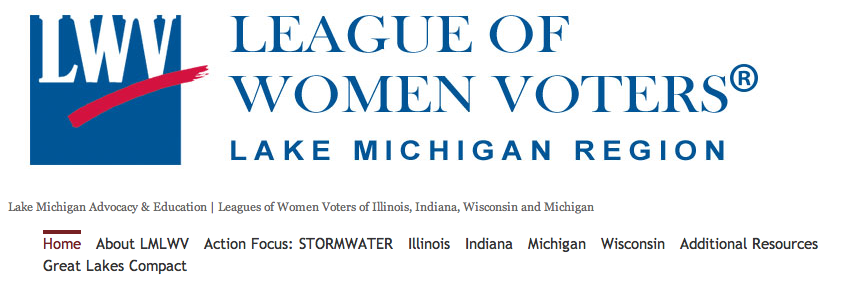 LWV
LEAGUE OF
WOMEN VOTERS®
LAKE MICHIGAN REGION
Lake Michigan Advocacy & Education | Leagues of Women Voters of Illinois, Indiana, Wisconsin and Michigan
Home About LMLWV Action Focus: STORMWATER Illinois Indiana Michigan Wisconsin Additional Resources
Great Lakes Compact